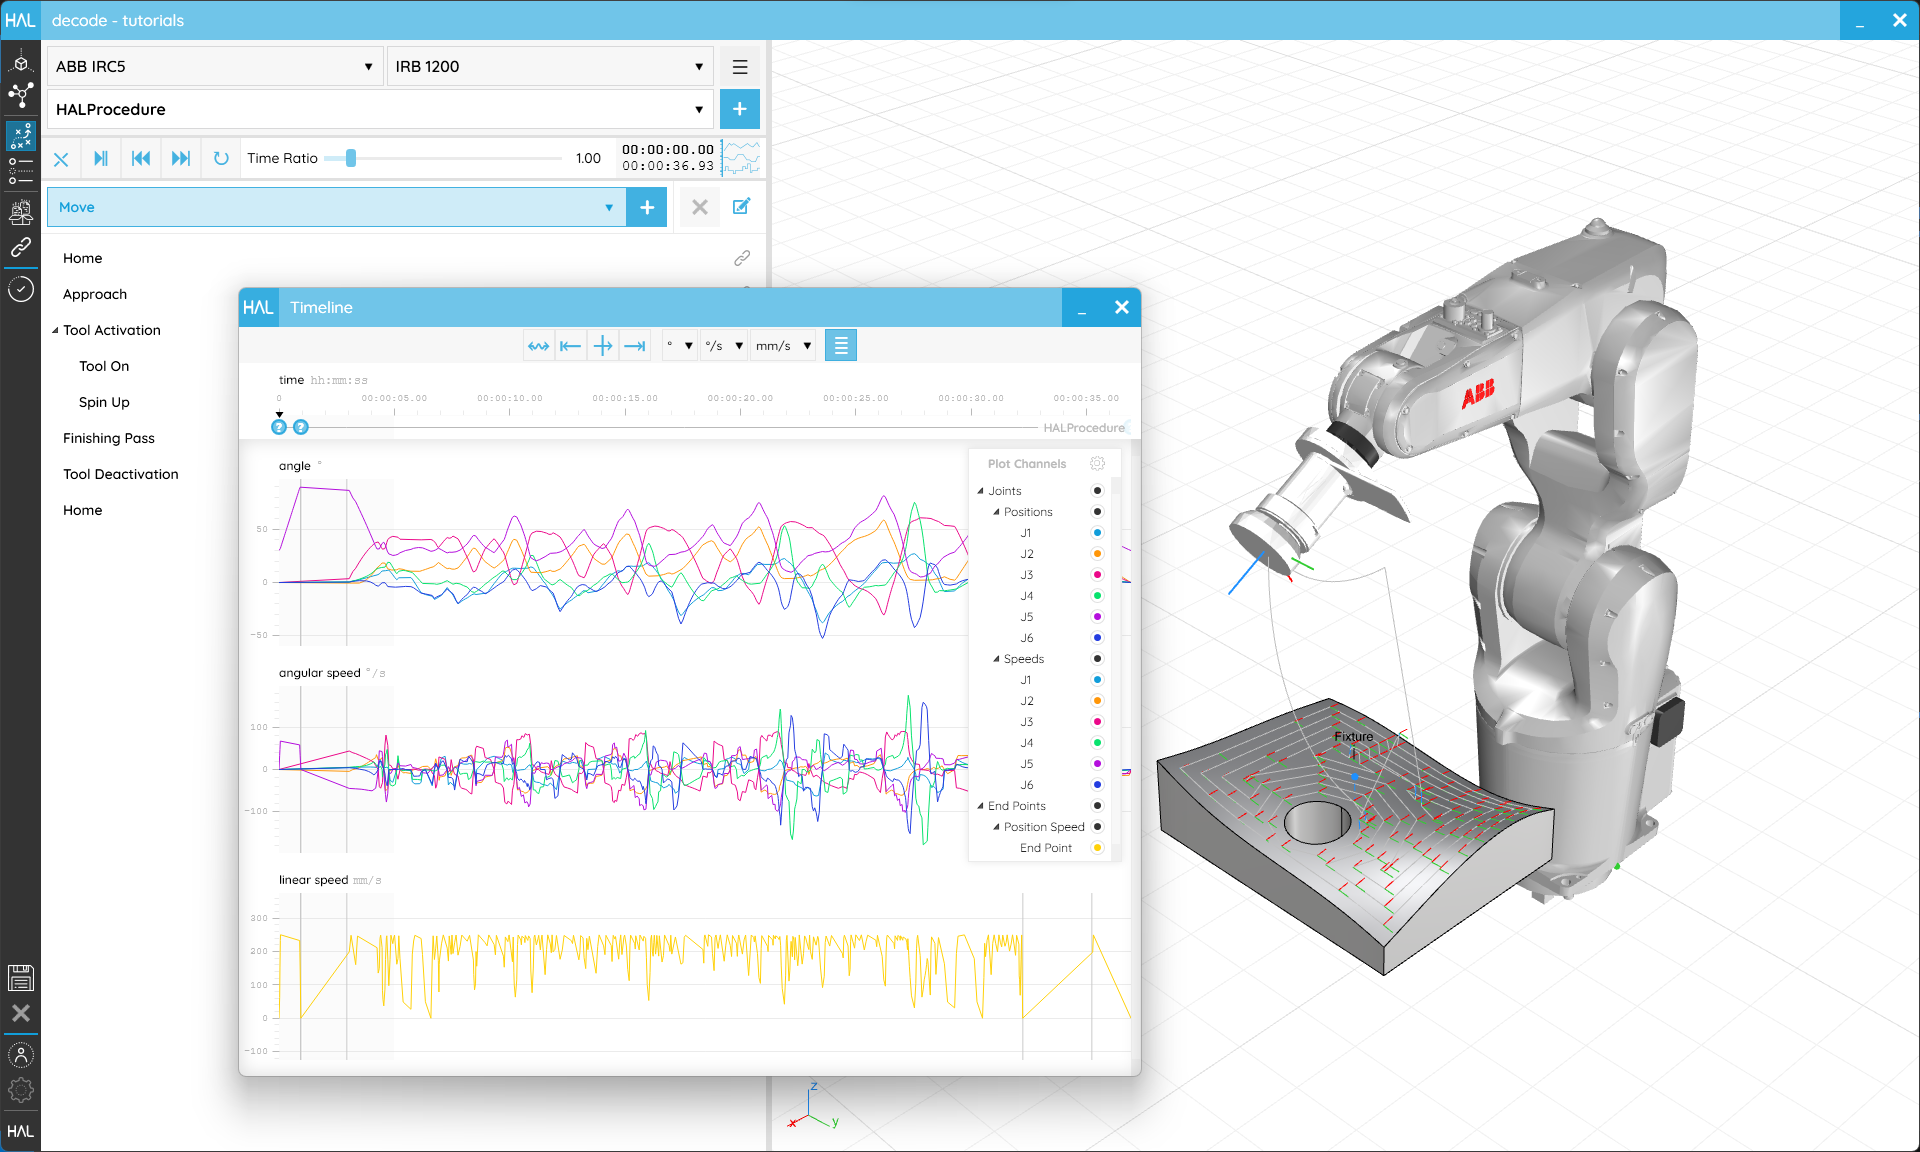 HAL decode - tutorials
ABB IRC5 IRB 1200
HALProcedure
Time Ratio 1.00 00:00:00.00
00:00:36.93
Move
Home
Approach
Tool Activation
Tool On
Spin Up
Finishing Pass
Tool Deactivation
Home
HAL Timeline
° °/s mm/s
time hh:mm:ss
0 00:00:05.00 00:00:10.00 00:00:15.00 00:00:20.00 00:00:25.00 00:00:30.00 00:00:35.00
? ? HALProcedure
angle °
50
0
-50
angular speed °/s
100
0
-100
linear speed mm/s
300
200
100
0
-100
Plot Channels
Joints
Positions
J1
J2
J3
J4
J5
J6
Speeds
J1
J2
J3
J4
J5
J6
End Points
Position Speed
End Point
ABB
Fixture
z
x
y
HAL